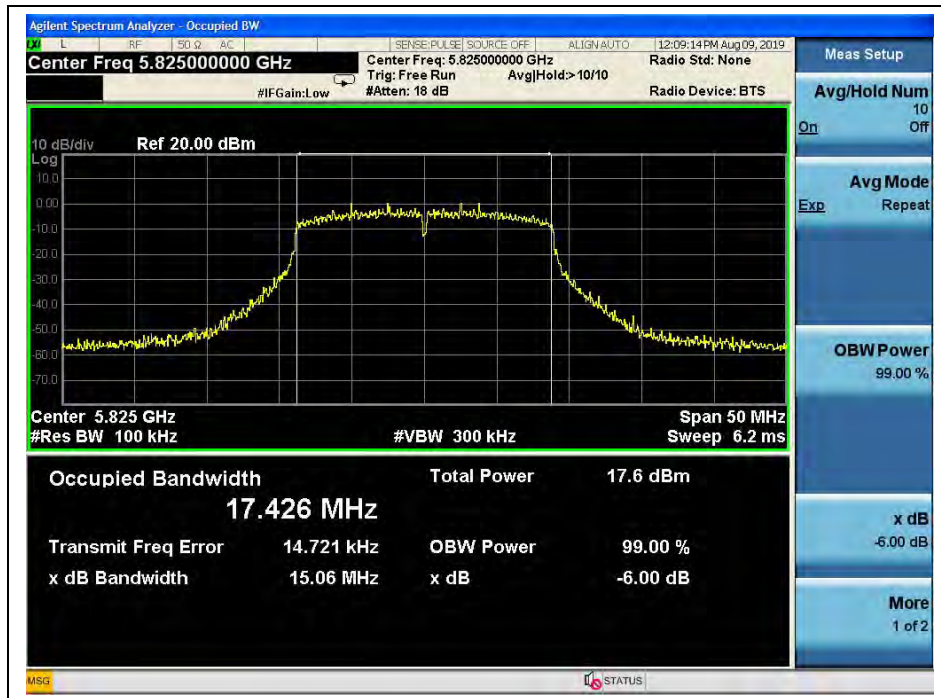 Agilent Spectrum Analyzer - Occupied BW
LXI L RF 50 Ω AC SENSE:PULSE SOURCE OFF ALIGN AUTO 12:09:14 PM Aug 09, 2019
Center Freq 5.825000000 GHz
Center Freq: 5.825000000 GHz
Radio Std: None
Trig: Free Run Avg|Hold:>10/10
#IFGain:Low #Atten: 18 dB Radio Device: BTS
10 dB/div Ref 20.00 dBm
Log
10.0
0.00
-10.0
-20.0
-30.0
-40.0
-50.0
-60.0
-70.0
Center 5.825 GHz Span 50 MHz
#Res BW 100 kHz #VBW 300 kHz Sweep 6.2 ms
Occupied Bandwidth Total Power 17.6 dBm
17.426 MHz
Transmit Freq Error 14.721 kHz OBW Power 99.00 %
x dB Bandwidth 15.06 MHz x dB -6.00 dB
Meas Setup
Avg/Hold Num
10
On Off
Avg Mode
Exp Repeat
OBW Power
99.00 %
x dB
-6.00 dB
More
1 of 2
MSG STATUS